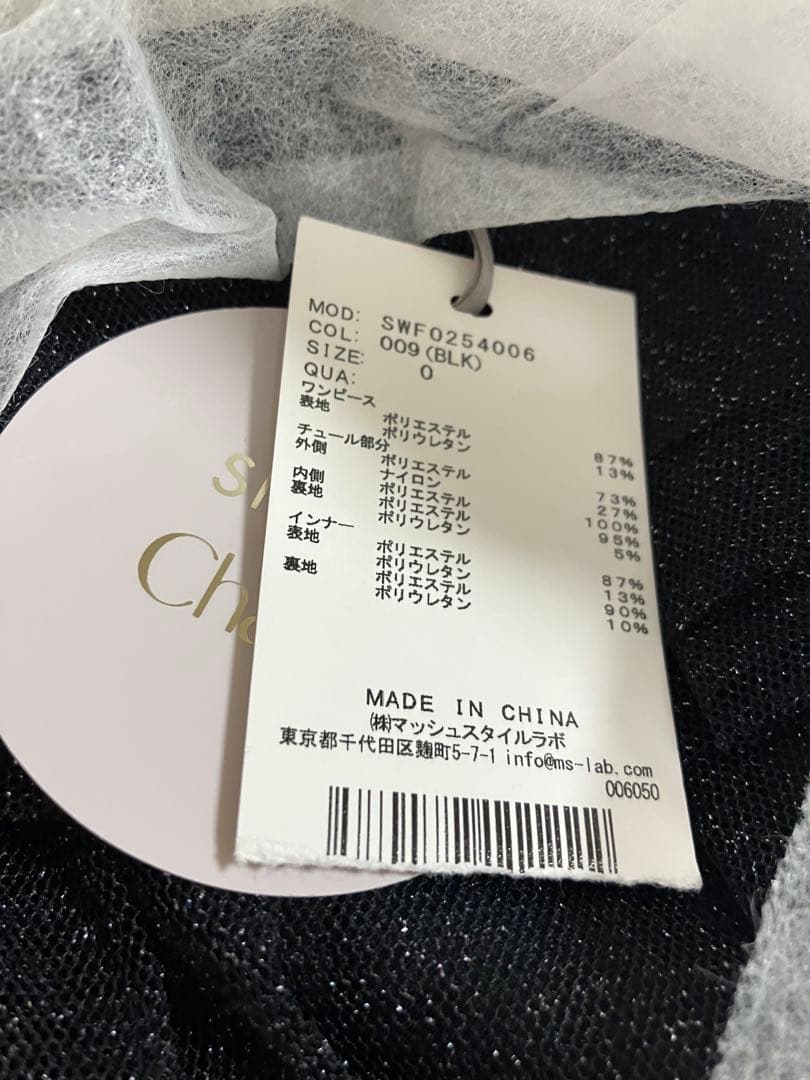 MOD: SWF0254006
COL: 009(BLK)
SIZE: 0
QUA:
ワンピース
表地 ポリエステル 87%
ポリウレタン 13%
チュール部分
外側 ポリエステル 73%
ナイロン 27%
内側 ポリエステル 100%
裏地 ポリエステル 95%
ポリウレタン 5%
インナー
表地 ポリエステル 87%
ポリウレタン 13%
裏地 ポリエステル 90%
ポリウレタン 10%
MADE IN CHINA
㈱マッシュスタイルラボ
東京都千代田区麹町5-7-1 info@ms-lab.com
006050